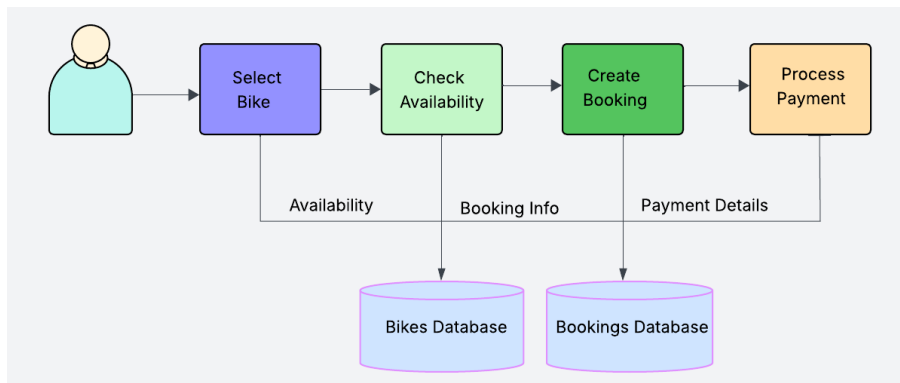 Select
Bike
Check
Availability
Create
Booking
Process
Payment
Availability
Booking Info
Payment Details
Bikes Database
Bookings Database